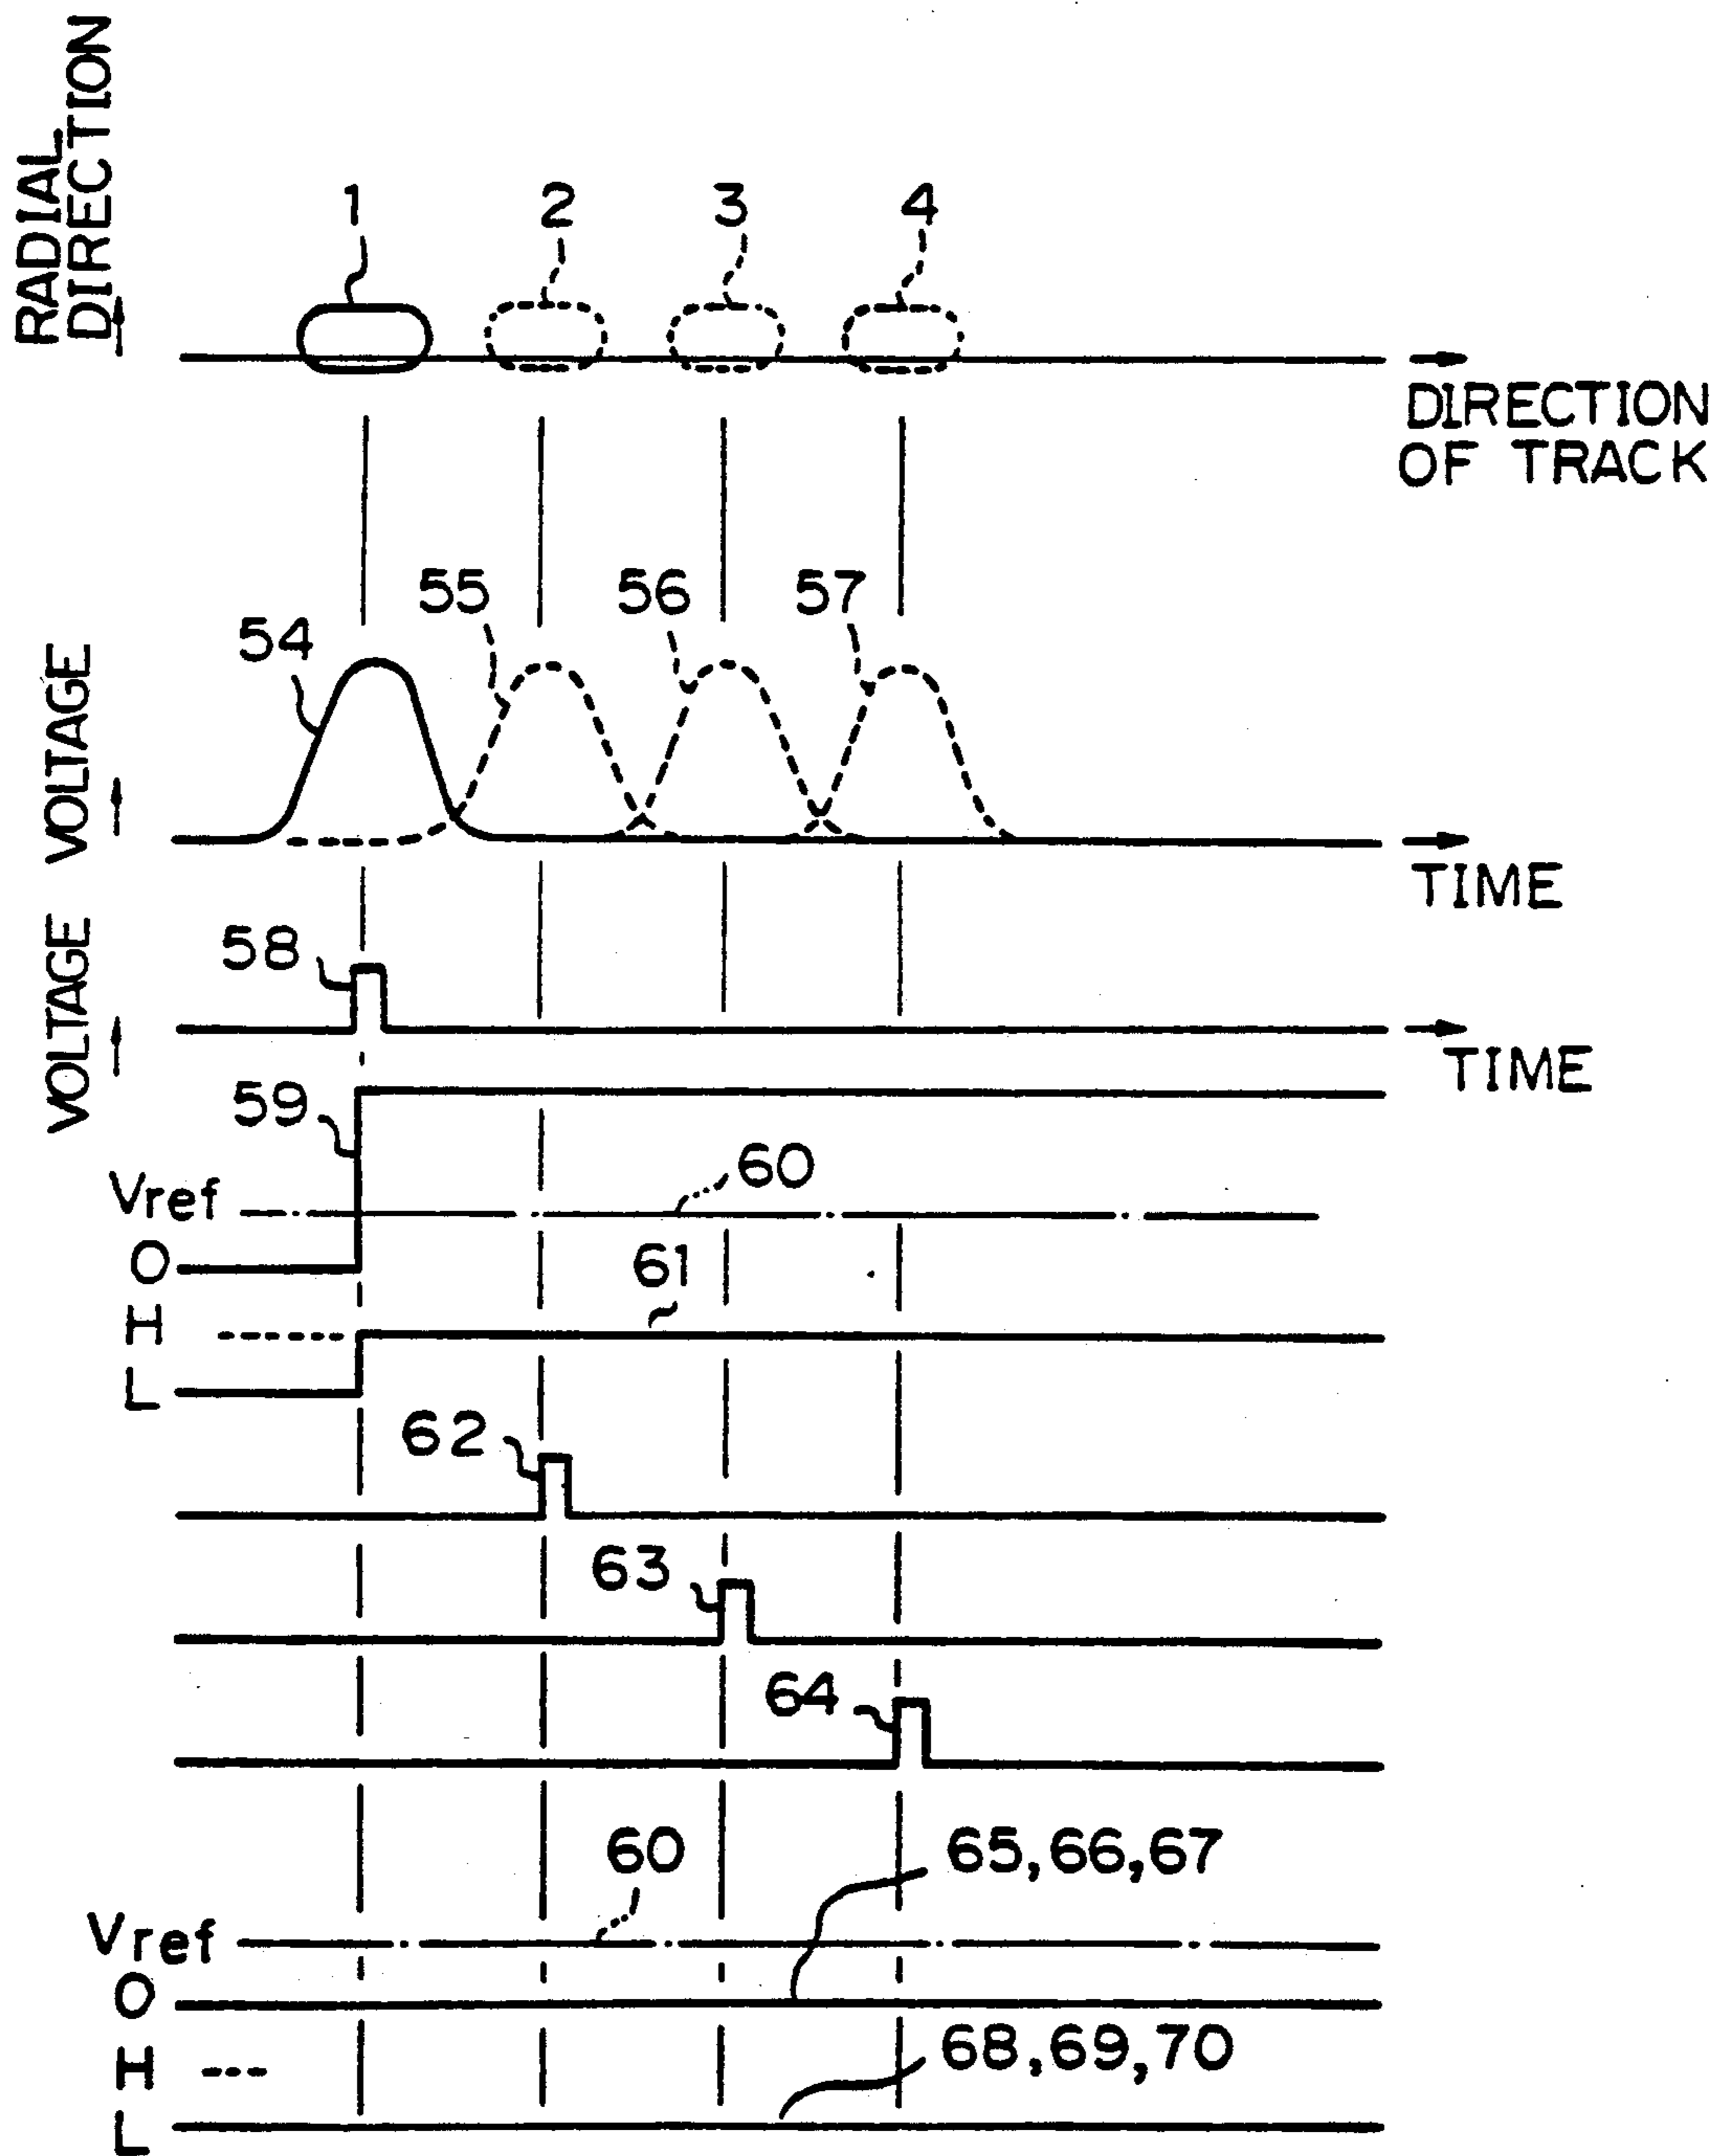 RADIAL
DIRECTION
1 2 3 4
DIRECTION
OF TRACK
VOLTAGE
54 55 56 57
TIME
VOLTAGE
58
TIME
59
Vref
60
O
61
H
L
62
63
64
65,66,67
60
Vref
O
68,69,70
H
L